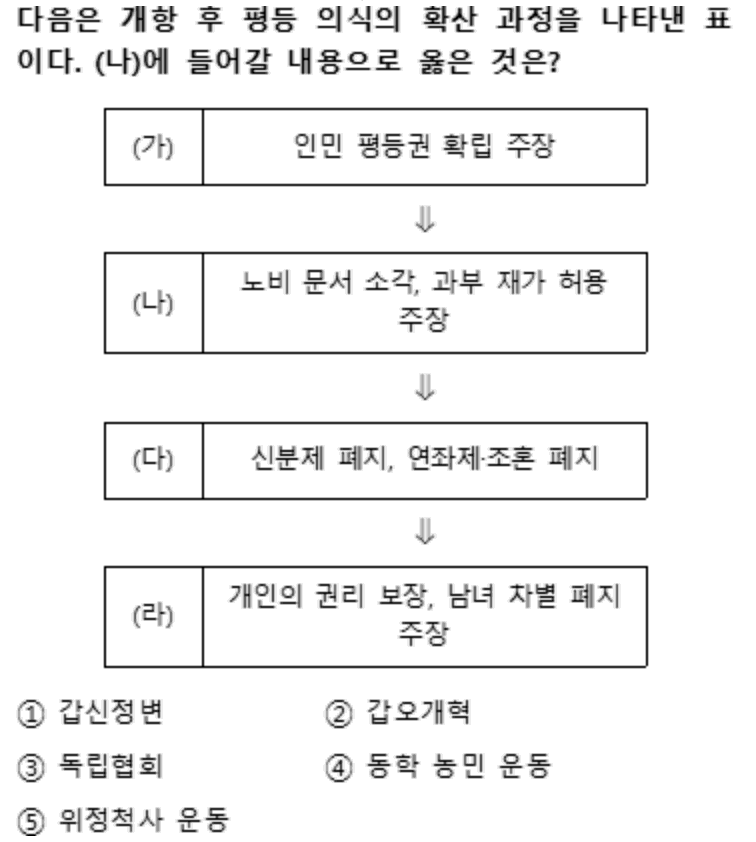 다음은 개항 후 평등 의식의 확산 과정을 나타낸 표
이다. (나)에 들어갈 내용으로 옳은 것은?
(가) 인민 평등권 확립 주장
⇓
(나) 노비 문서 소각, 과부 재가 허용
주장
⇓
(다) 신분제 폐지, 연좌제·조혼 폐지
⇓
(라) 개인의 권리 보장, 남녀 차별 폐지
주장
① 갑신정변 ② 갑오개혁
③ 독립협회 ④ 동학 농민 운동
⑤ 위정척사 운동